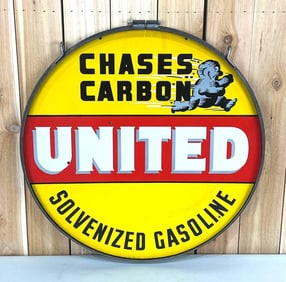 CHASES
CARBON
UNITED
SOLVENIZED GASOLINE